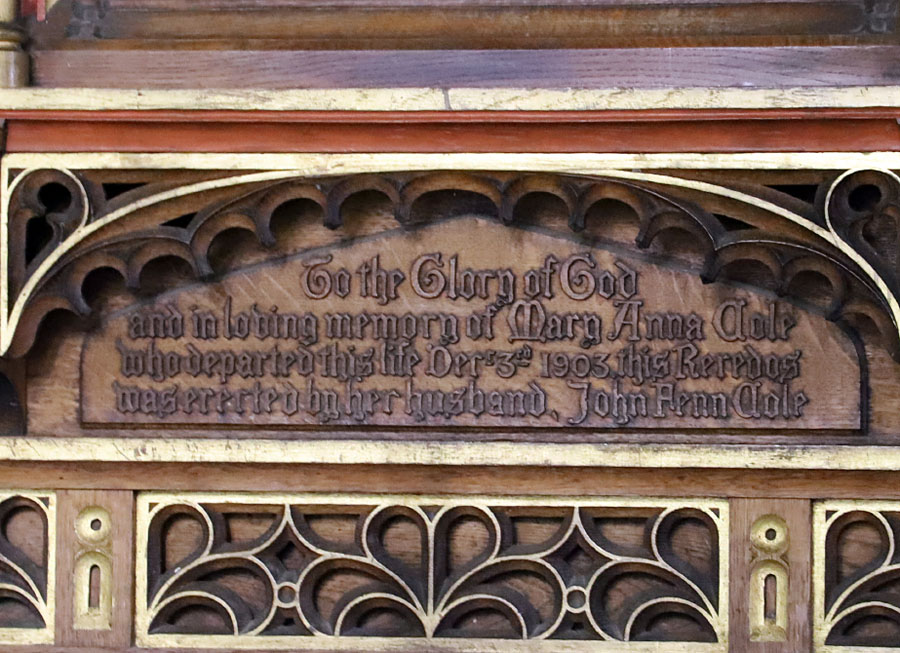 To the Glory of God
and in loving memory of Mary Anna Cole
who departed this life Decr 3rd 1903, this Reredos
was erected by her husband, John Penn Cole